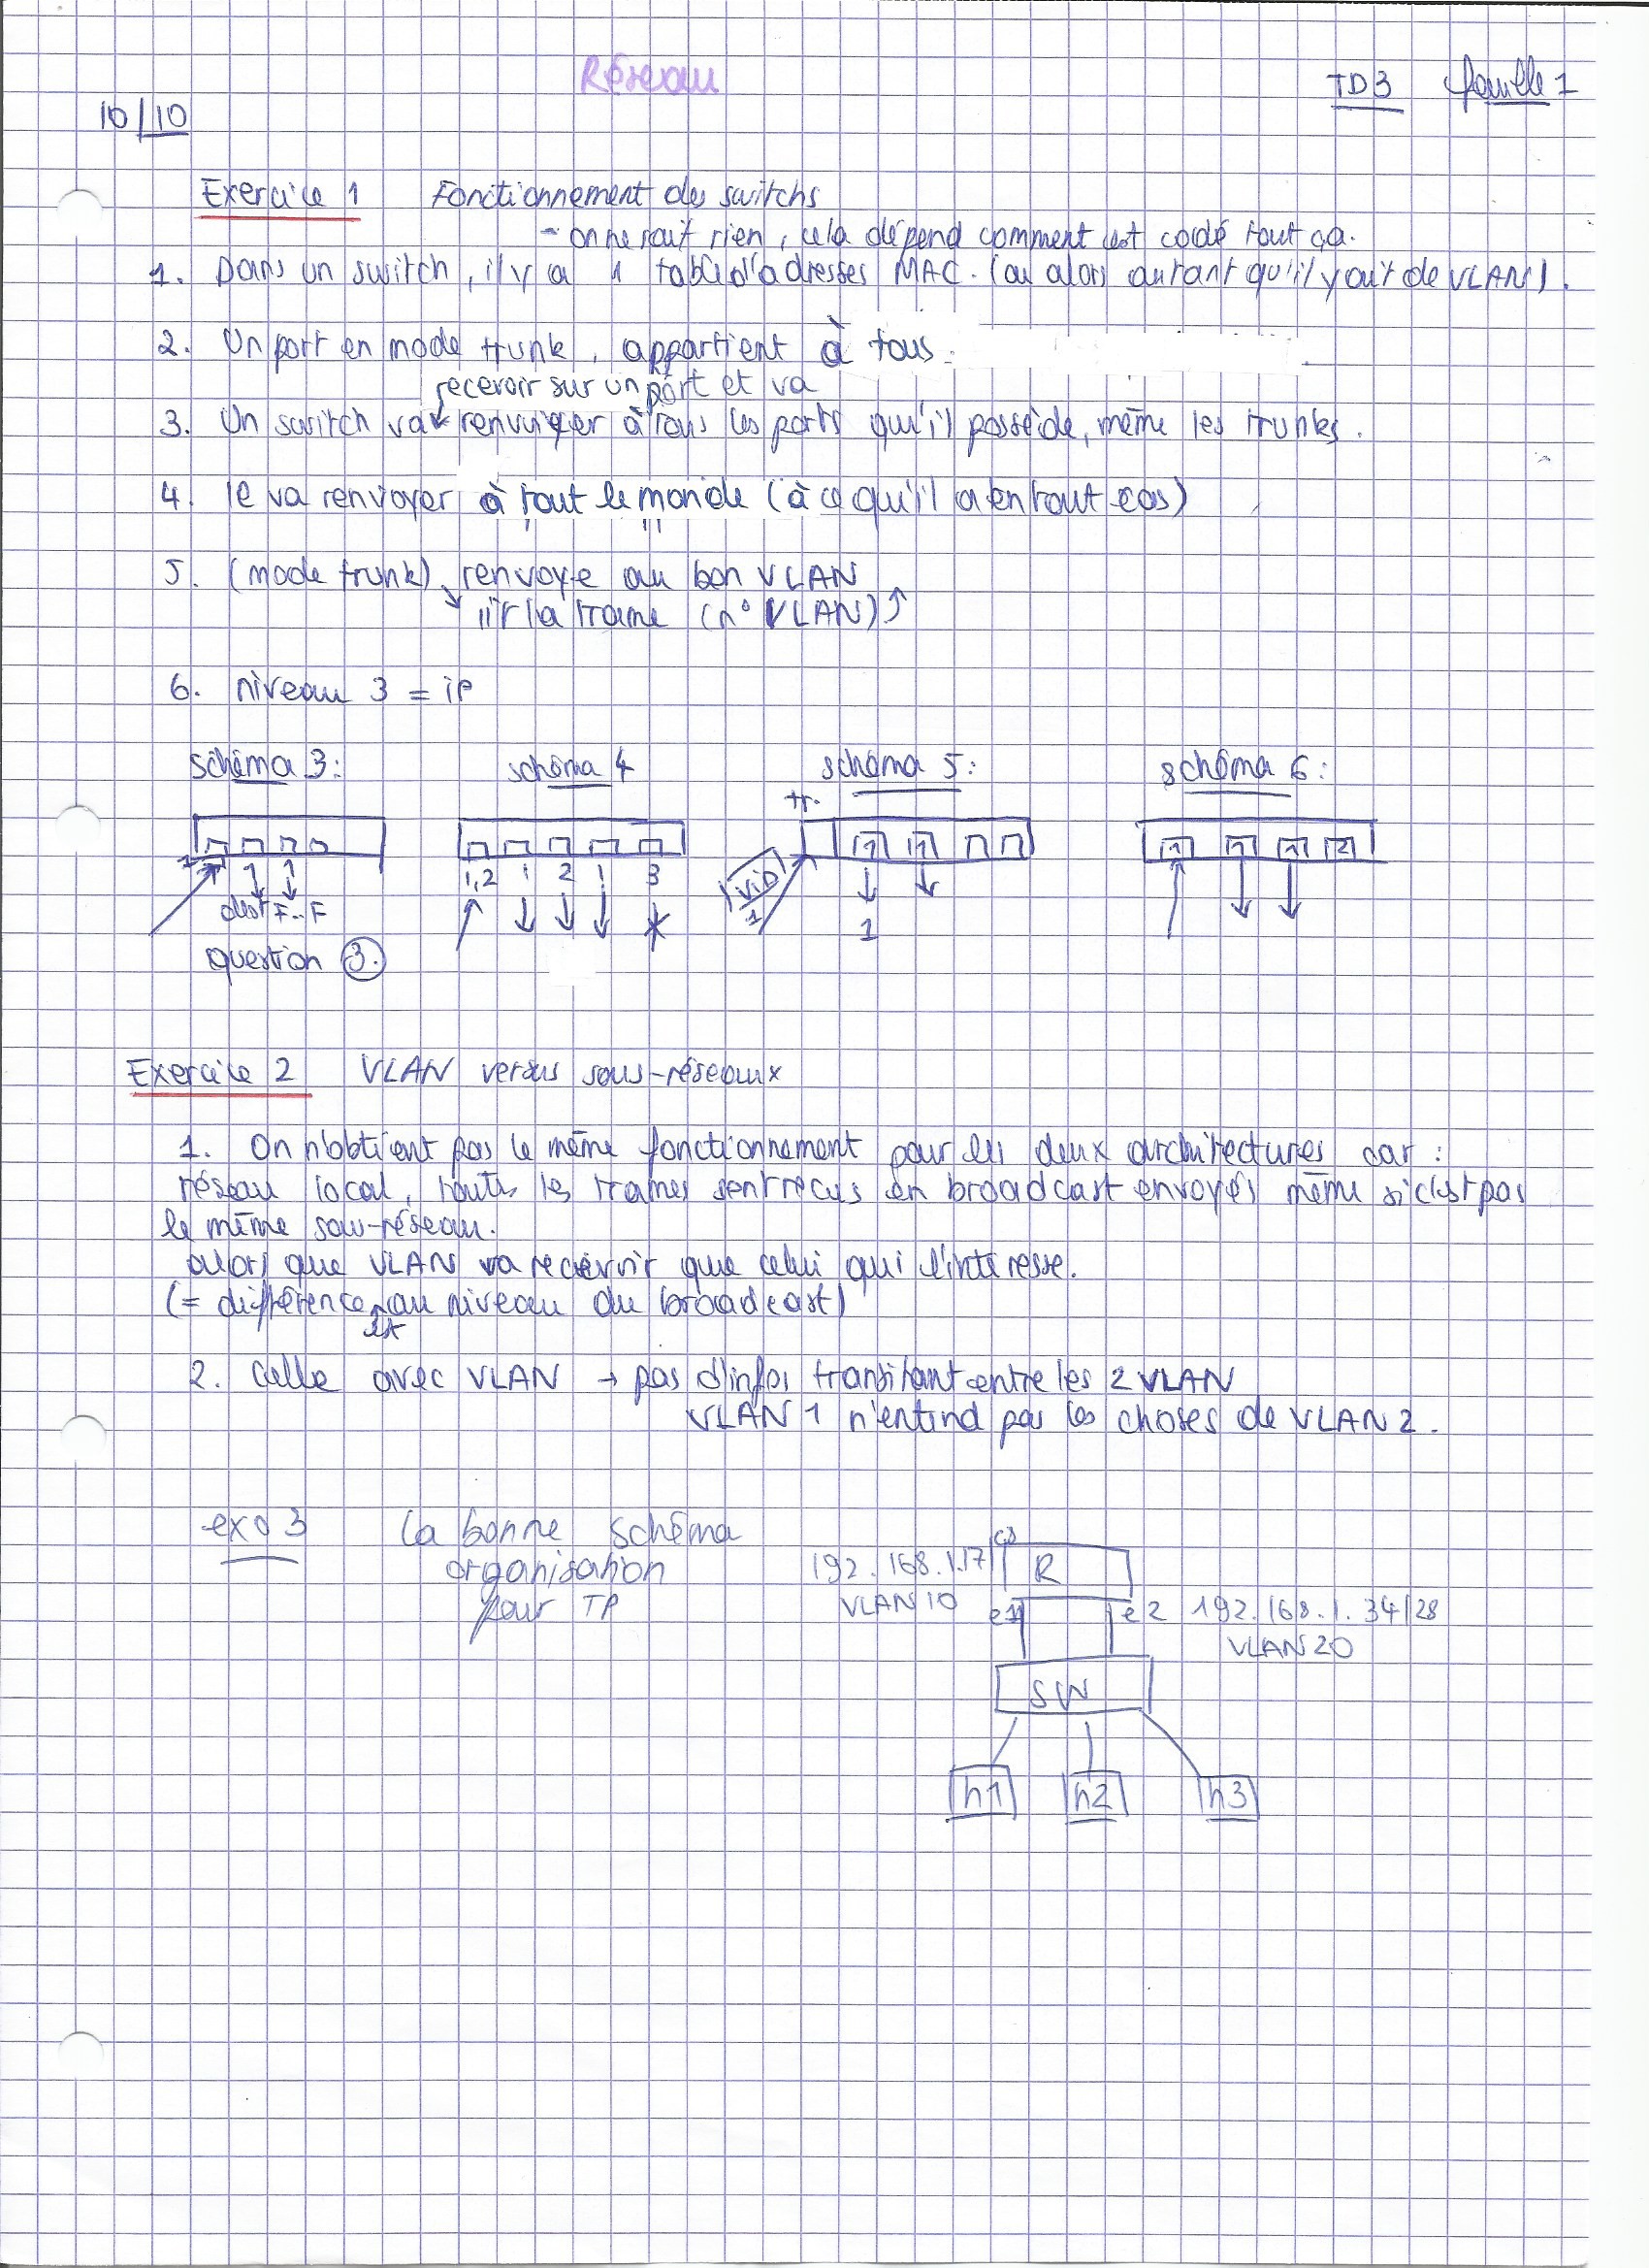 Réseau
TD3 feuille 1
10/10
Exercice 1 Fonctionnement des switchs
- on ne sait rien, cela dépend comment est codé tout ça.
1. Dans un switch, il y a 1 table d'adresses MAC. (ou alors autant qu'il y ait de VLAN).
2. Un port en mode trunk, appartient à tous.
recevoir sur un port et va
3. Un switch va renvoyer à tous les ports qu'il possède, même les trunks.
4. Il va renvoyer à tout le monde (à ce qu'il a en tout cas)
5. (mode trunk) renvoye au bon VLAN
lir la trame (n° VLAN)
6. niveau 3 = ip
schéma 3: schéma 4 schéma 5: schéma 6:
tr.
1 1 1
1,2 1 2 1 3
VID 1
1 1
1
1 1 1 2
dest F..F
question 3.
Exercice 2 VLAN versus sous-réseaux
1. On n'obtient pas le même fonctionnement pour les deux architectures car :
réseau local, toutes les trames sont reçus en broadcast envoyés même si c'est pas
le même sous-réseau.
alors que VLAN va recevoir que celui qui l'intéresse.
(= différence au niveau du broadcast)
est
2. Celle avec VLAN → pas d'infos transitant entre les 2 VLAN
VLAN 1 n'entend pas les choses de VLAN 2.
exo 3 la bonne schéma
organisation
pour TP
192.168.1.17 R
VLAN 10 e1 e2 192.168.1.34/28
VLAN 20
SW
h1 h2 h3